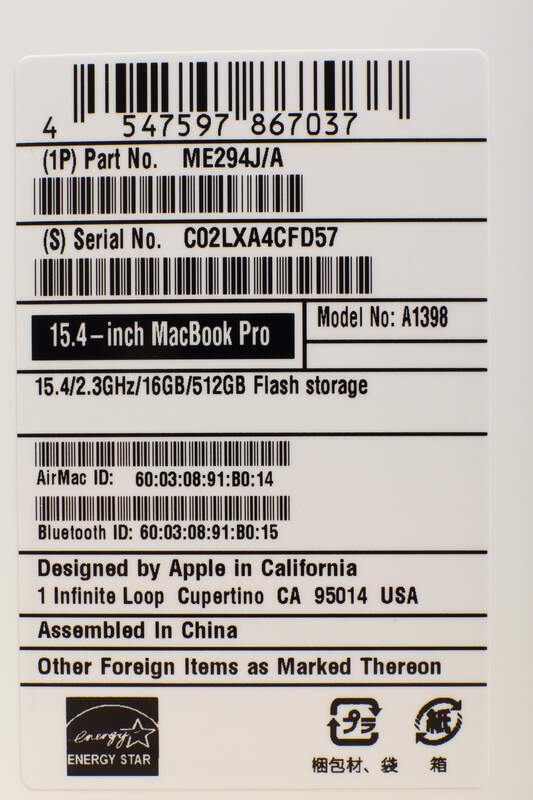 4 547597 867037
(1P) Part No. ME294J/A
(S) Serial No. C02LXA4CFD57
15.4-inch MacBook Pro
Model No: A1398
15.4/2.3GHz/16GB/512GB Flash storage
AirMac ID: 60:03:08:91:B0:14
Bluetooth ID: 60:03:08:91:B0:15
Designed by Apple in California
1 Infinite Loop Cupertino CA 95014 USA
Assembled In China
Other Foreign Items as Marked Thereon
energy
ENERGY STAR
プラ
紙
梱包材、袋
箱